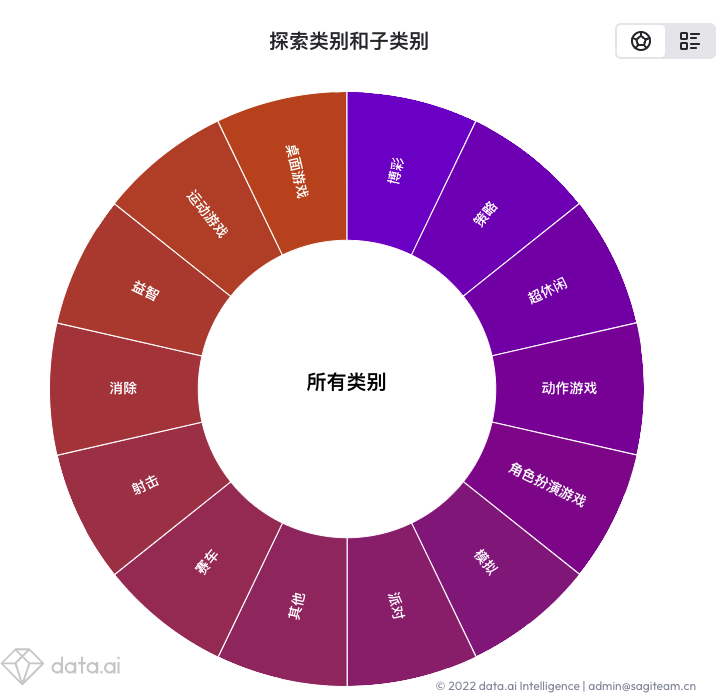 探索类别和子类别
博彩
策略
超休闲
动作游戏
角色扮演游戏
模拟
派对
其他
赛车
射击
消除
益智
运动游戏
桌面游戏
所有类别
data.ai
© 2022 data.ai Intelligence | admin@sagiteam.cn